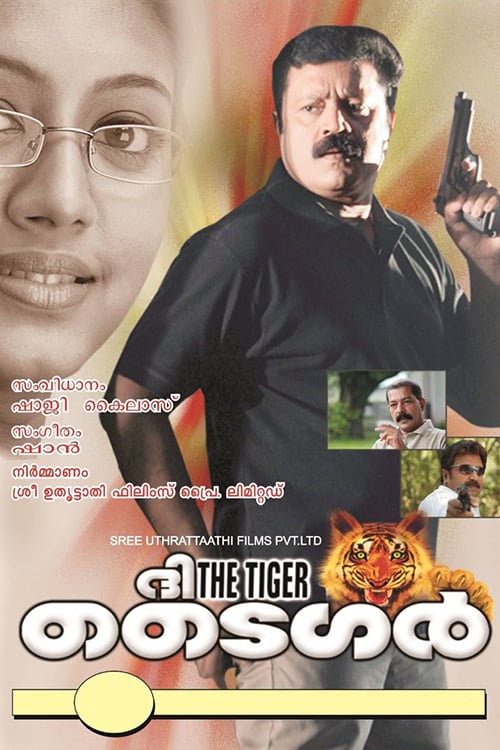 സംവിധാനം
ഷാജി കൈലാസ്
സംഗീതം
ഷാൻ
നിർമ്മാണം
ശ്രീ ഉതൃട്ടാതി ഫിലിംസ് പ്രൈ. ലിമിറ്റഡ്
SREE UTHRATTAATHI FILMS PVT.LTD
ദി THE TIGER
ടൈഗർ